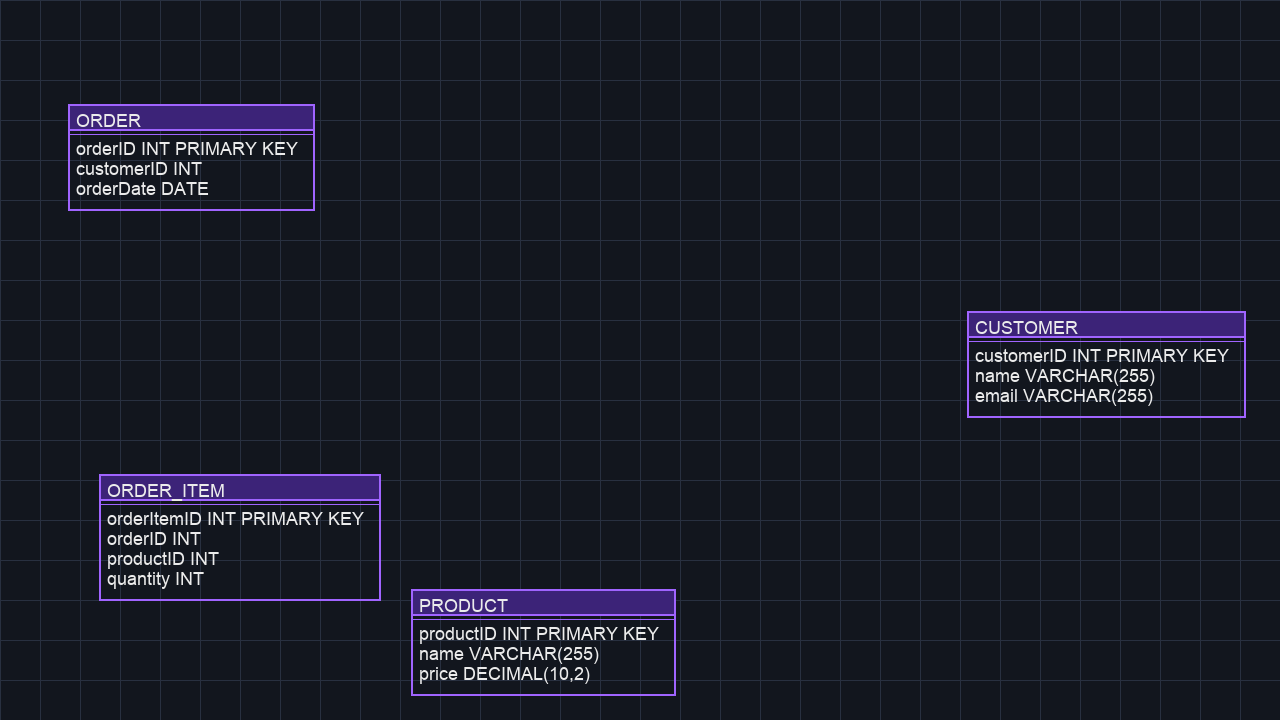 ORDER
orderID INT PRIMARY KEY
customerID INT
orderDate DATE
CUSTOMER
customerID INT PRIMARY KEY
name VARCHAR(255)
email VARCHAR(255)
ORDER_ITEM
orderItemID INT PRIMARY KEY
orderID INT
productID INT
quantity INT
PRODUCT
productID INT PRIMARY KEY
name VARCHAR(255)
price DECIMAL(10,2)